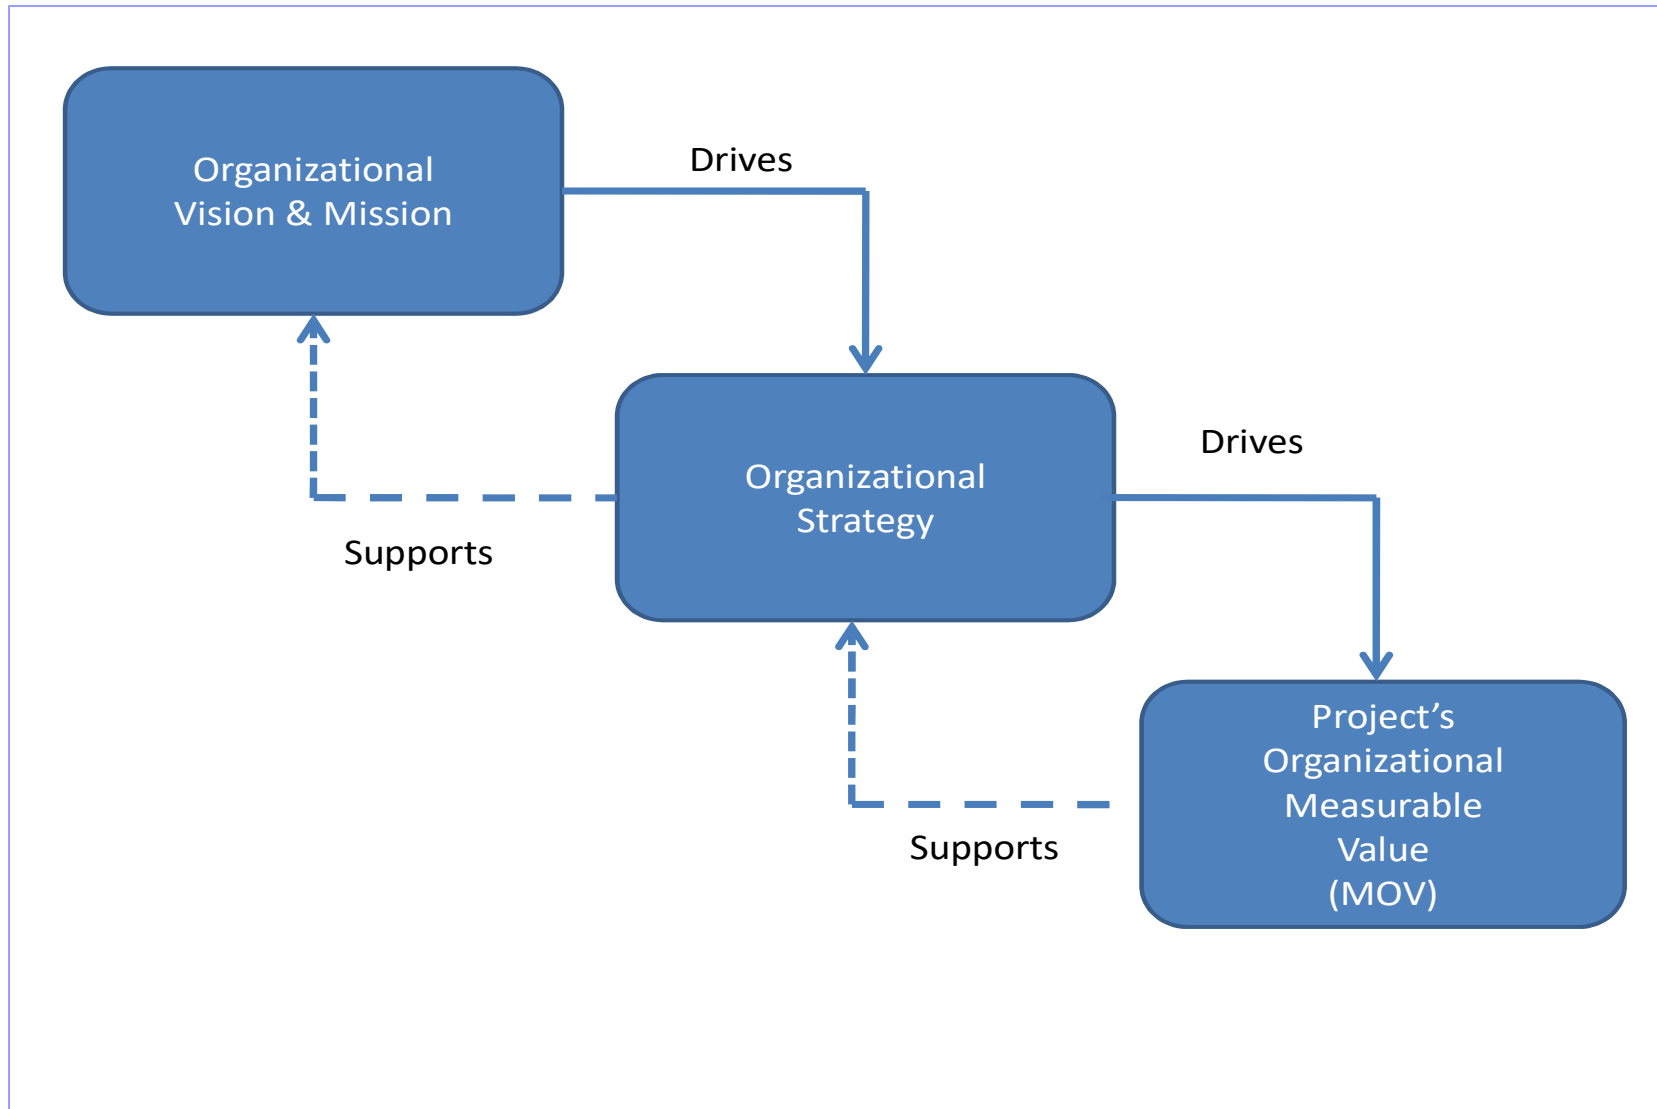 Organizational
Vision & Mission
Drives
Organizational
Strategy
Drives
Supports
Project’s
Organizational
Measurable
Value
(MOV)
Supports